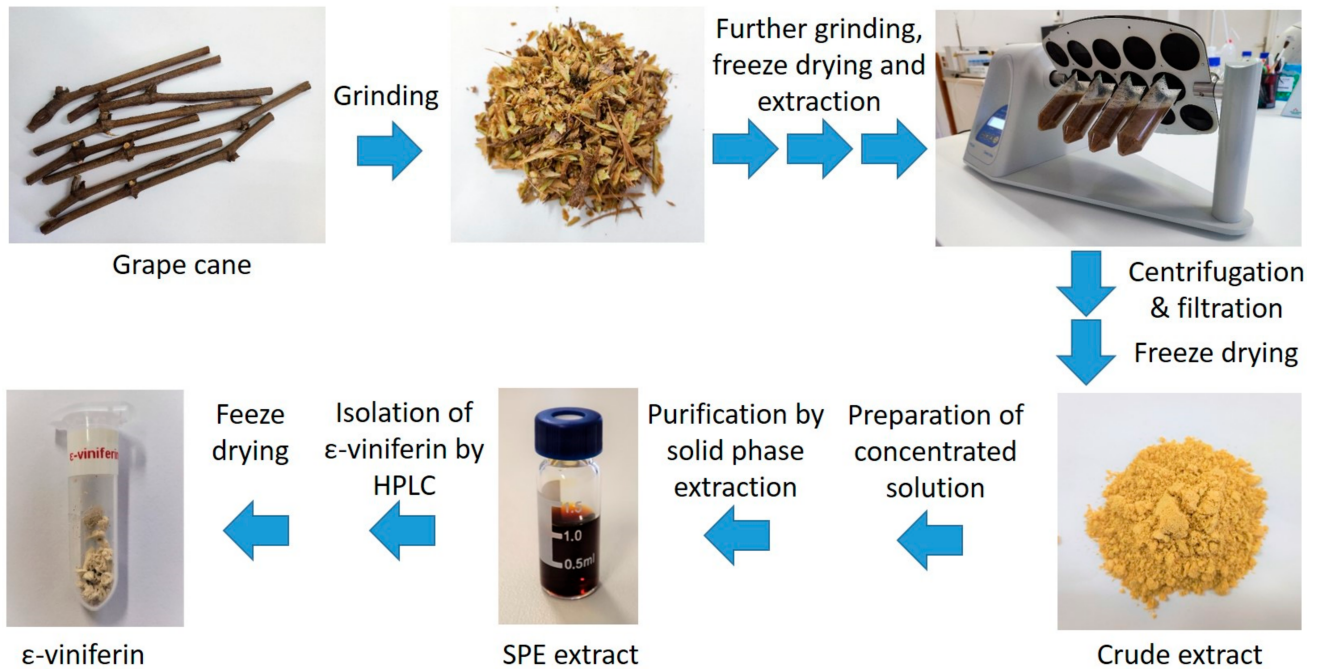 Grinding
Further grinding,
freeze drying and
extraction
Grape cane
Centrifugation
& filtration
Freeze drying
Preparation of
concentrated
solution
Purification by
solid phase
extraction
Isolation of
ε-viniferin by
HPLC
Feeze
drying
ε-viniferin
1.5
1.0
0.5ml
Crude extract
SPE extract
ε-viniferin